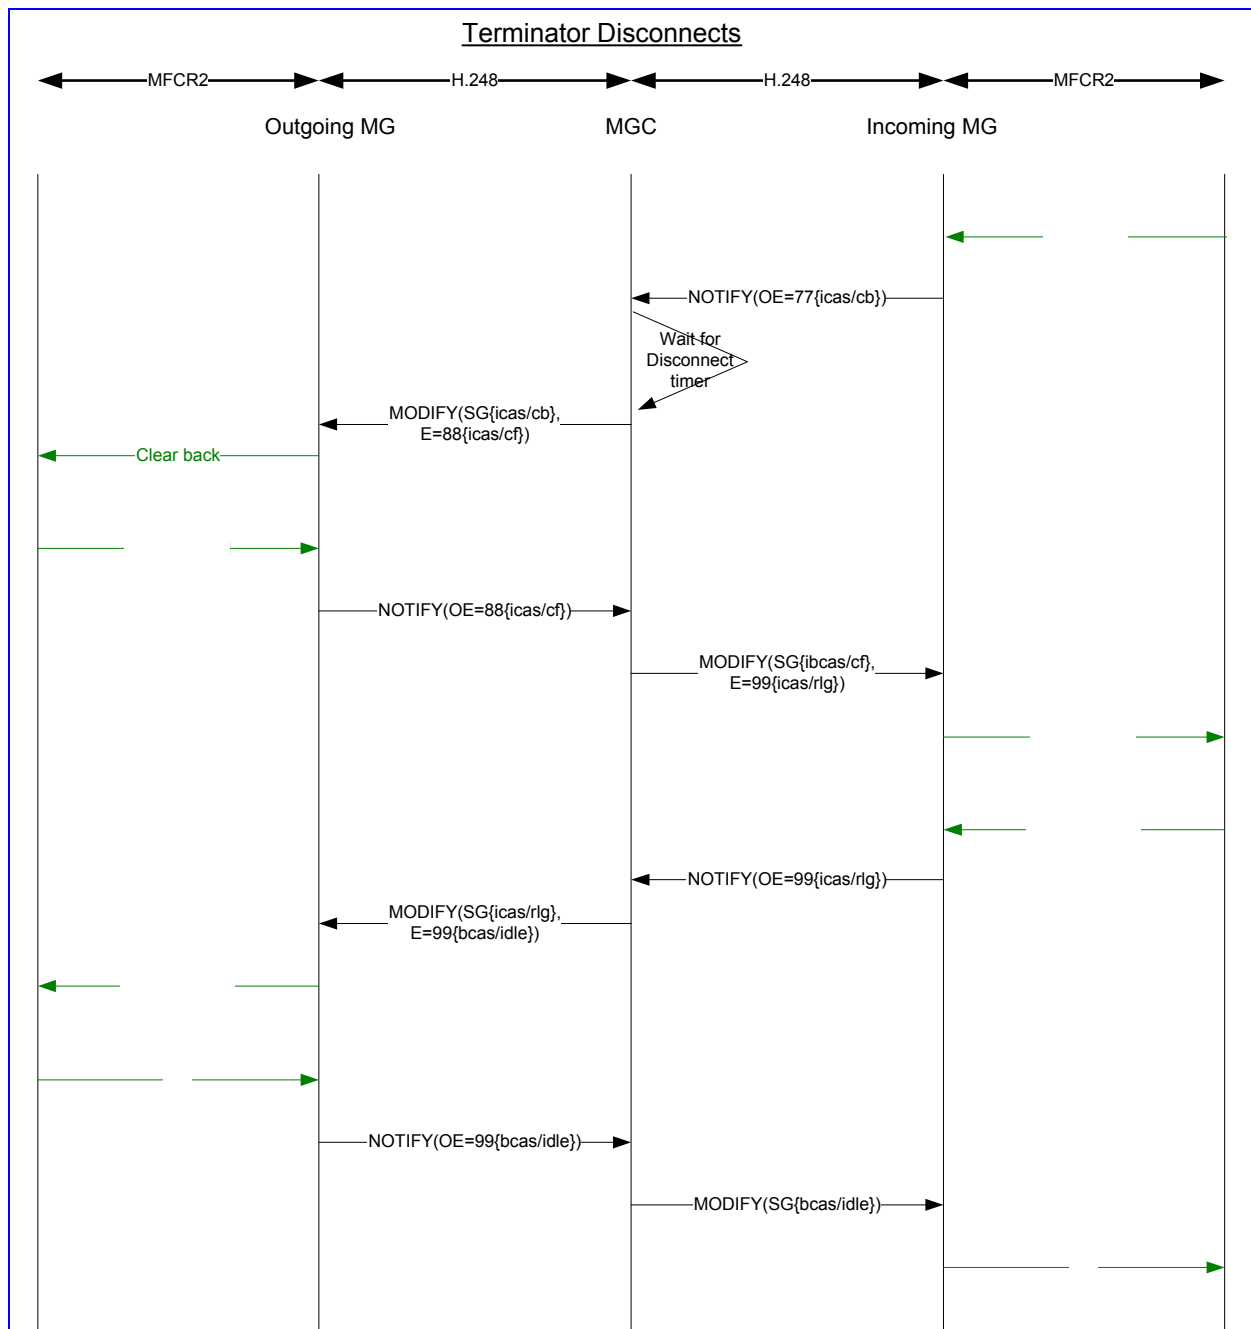 Terminator Disconnects
MFCR2
H.248
H.248
MFCR2
Outgoing MG
MGC
Incoming MG
NOTIFY(OE=77{icas/cb})
Wait for
Disconnect
timer
MODIFY(SG{icas/cb},
E=88{icas/cf})
Clear back
NOTIFY(OE=88{icas/cf})
MODIFY(SG{ibcas/cf},
E=99{icas/rlg})
NOTIFY(OE=99{icas/rlg})
MODIFY(SG{icas/rlg},
E=99{bcas/idle})
NOTIFY(OE=99{bcas/idle})
MODIFY(SG{bcas/idle})